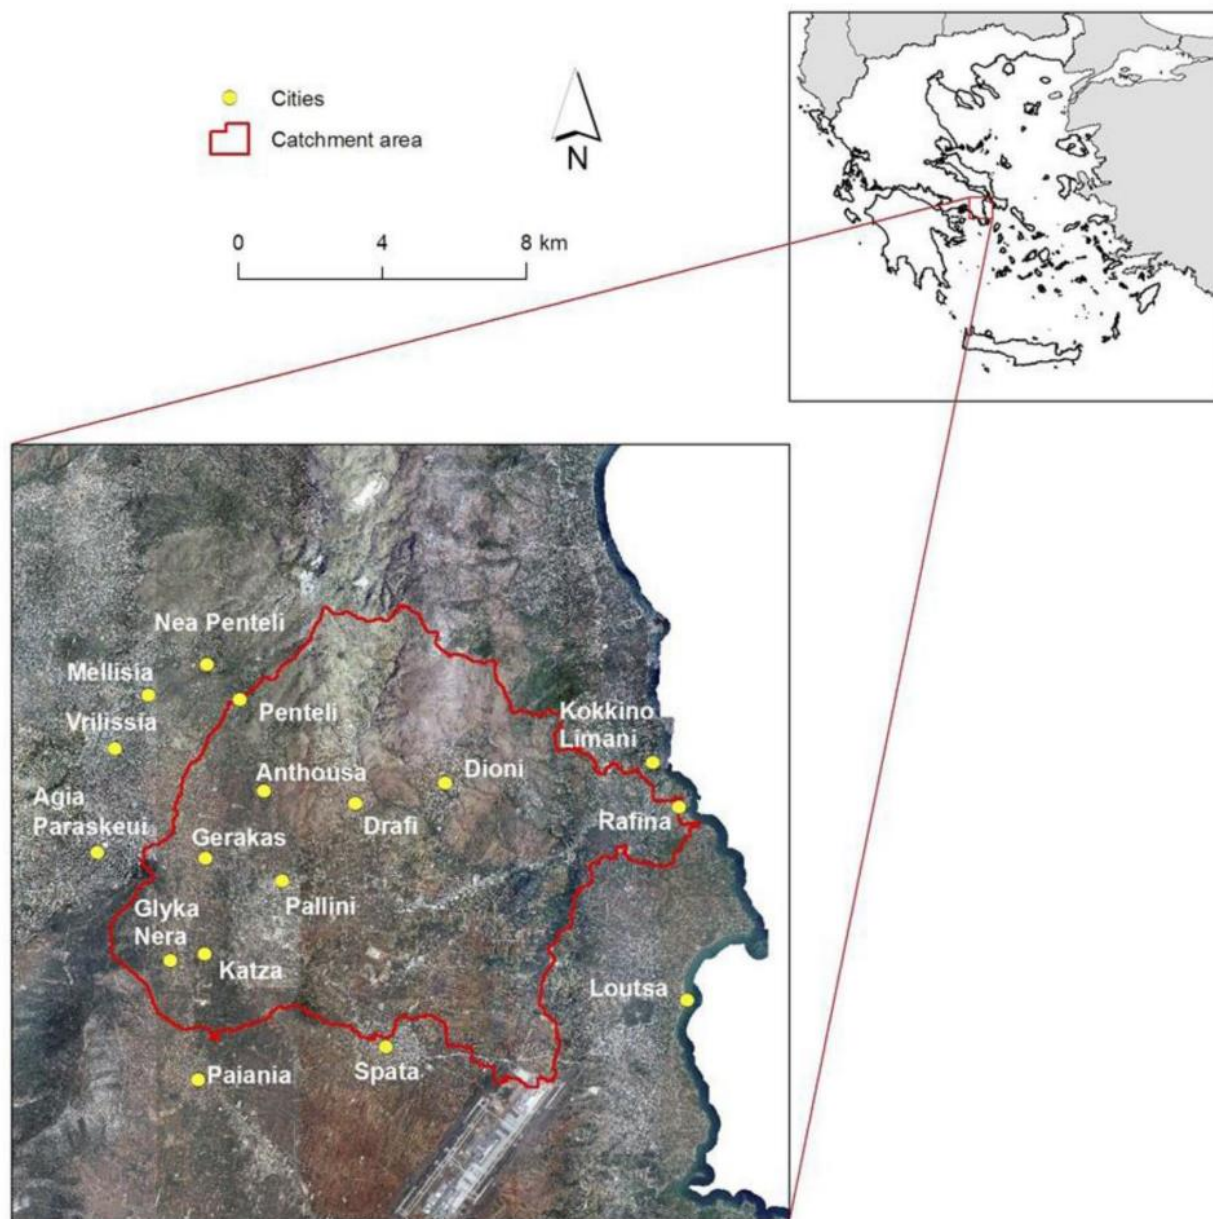 Cities
Catchment area
N
0 4 8 km
Nea Penteli
Mellisia
Penteli
Vrilissia
Kokkino
Limani
Anthousa
Dioni
Agia
Paraskeui
Drafi
Rafina
Gerakas
Pallini
Glyka
Nera
Katza
Loutsa
Spata
Paiania